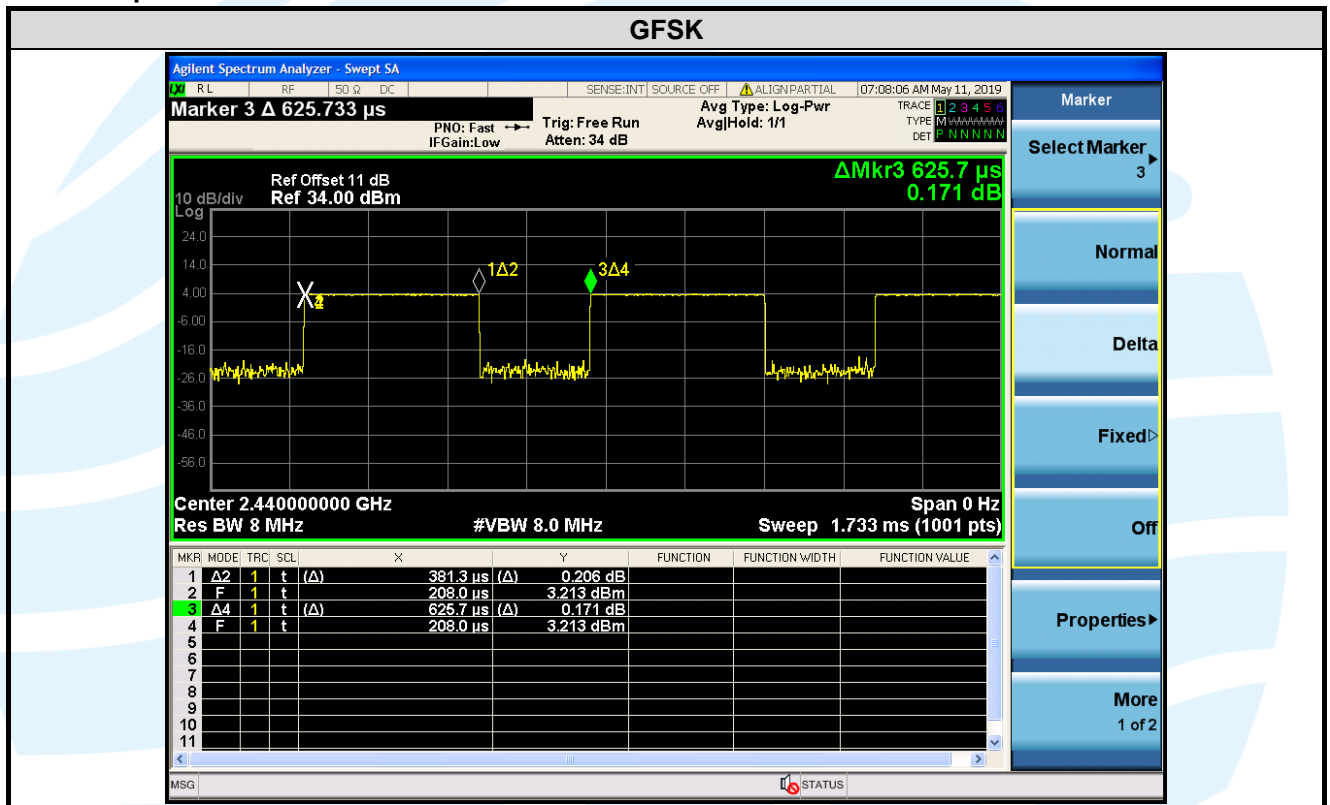 GFSK
Agilent Spectrum Analyzer - Swept SA
LXI RL RF 50 Ω DC SENSE:INT SOURCE OFF ALIGN PARTIAL 07:08:06 AM May 11, 2019
Marker 3 Δ 625.733 µs
PNO: Fast
IFGain:Low
Trig: Free Run
Atten: 34 dB
Avg Type: Log-Pwr
Avg|Hold: 1/1
TRACE 1 2 3 4 5 6
TYPE M W W W W W
DET P N N N N N
ΔMkr3 625.7 µs
0.171 dB
Ref Offset 11 dB
10 dB/div Ref 34.00 dBm
Log
24.0
14.0
4.00
-6.00
-16.0
-26.0
-36.0
-46.0
-56.0
1Δ2
3Δ4
Center 2.440000000 GHz Span 0 Hz
Res BW 8 MHz #VBW 8.0 MHz Sweep 1.733 ms (1001 pts)
MKR MODE TRC SCL X Y FUNCTION FUNCTION WIDTH FUNCTION VALUE
1 Δ2 1 t (Δ) 381.3 µs (Δ) 0.206 dB
2 F 1 t 208.0 µs 3.213 dBm
3 Δ4 1 t (Δ) 625.7 µs (Δ) 0.171 dB
4 F 1 t 208.0 µs 3.213 dBm
5
6
7
8
9
10
11
MSG STATUS
Marker
Select Marker
3
Normal
Delta
Fixed
Off
Properties
More
1 of 2